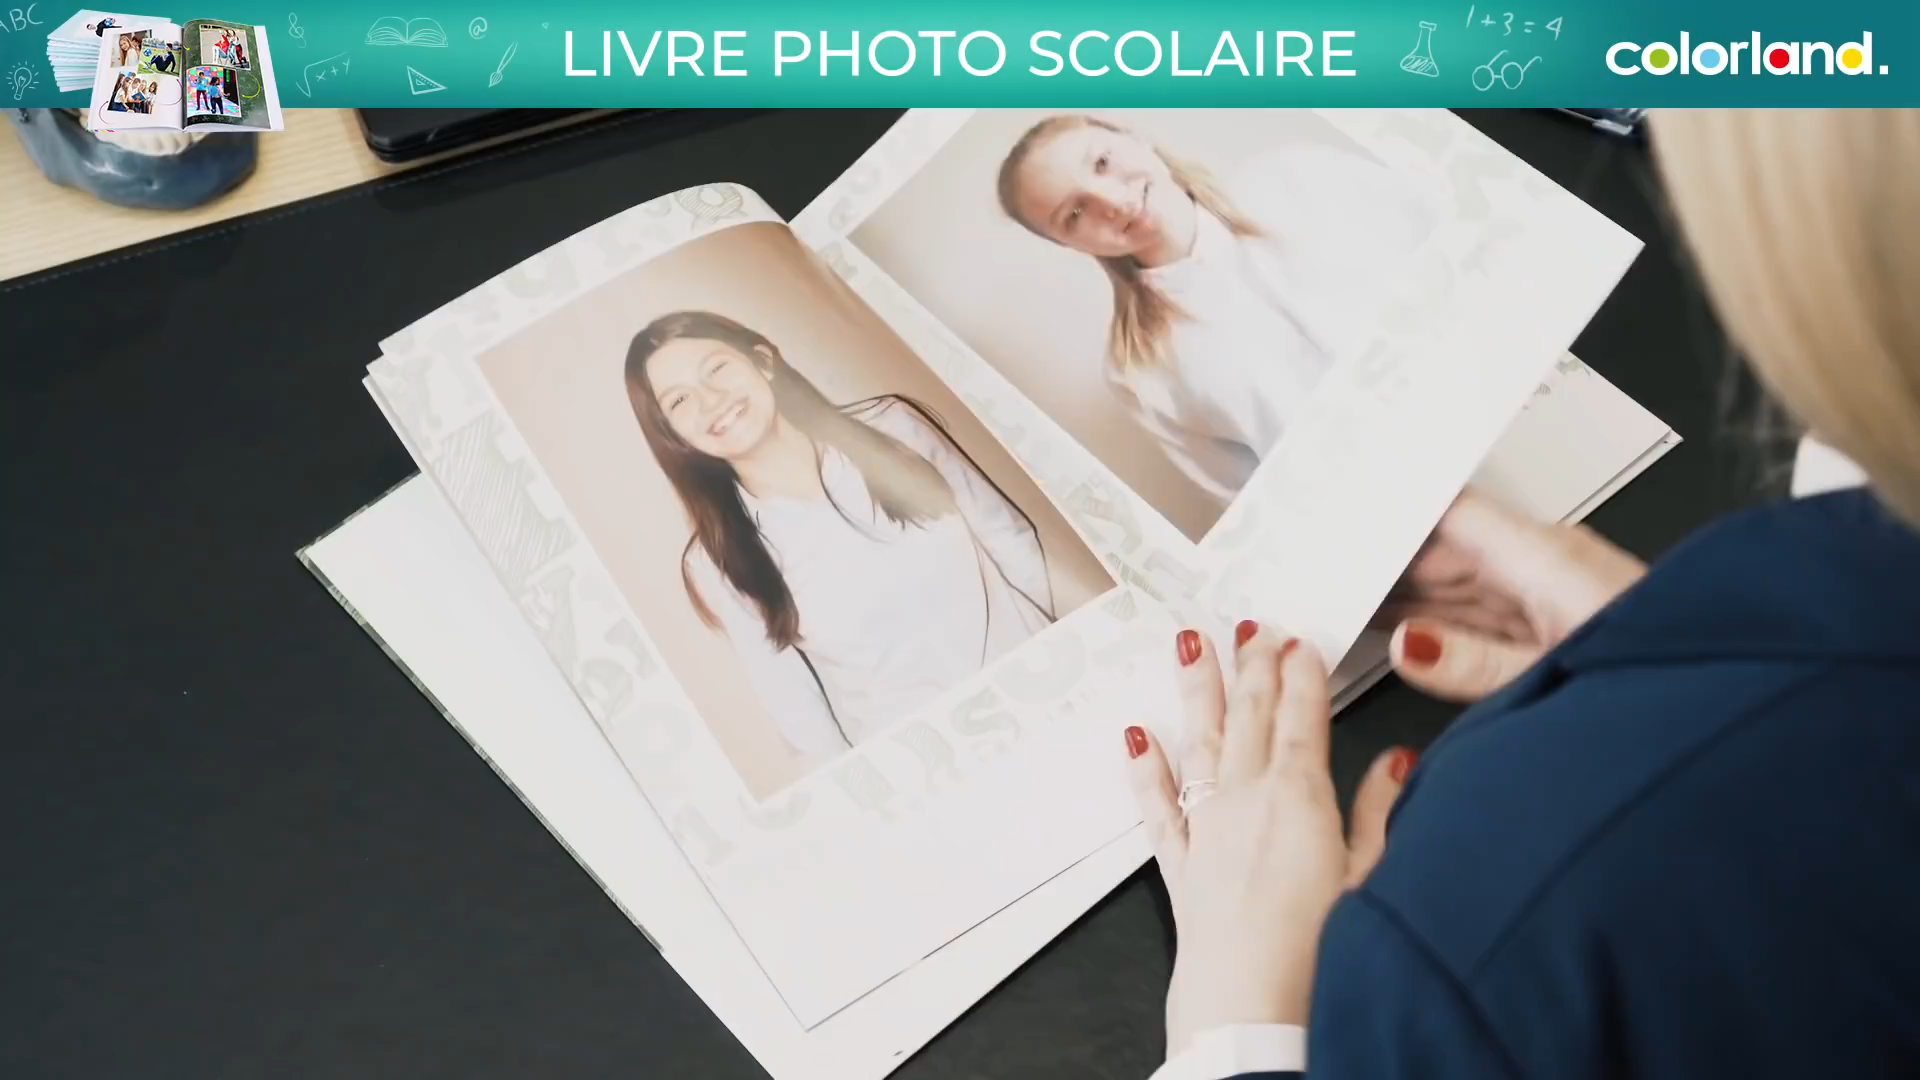 ABC
LIVRE PHOTO SCOLAIRE
@
√x+y
1+3=4
colorland.